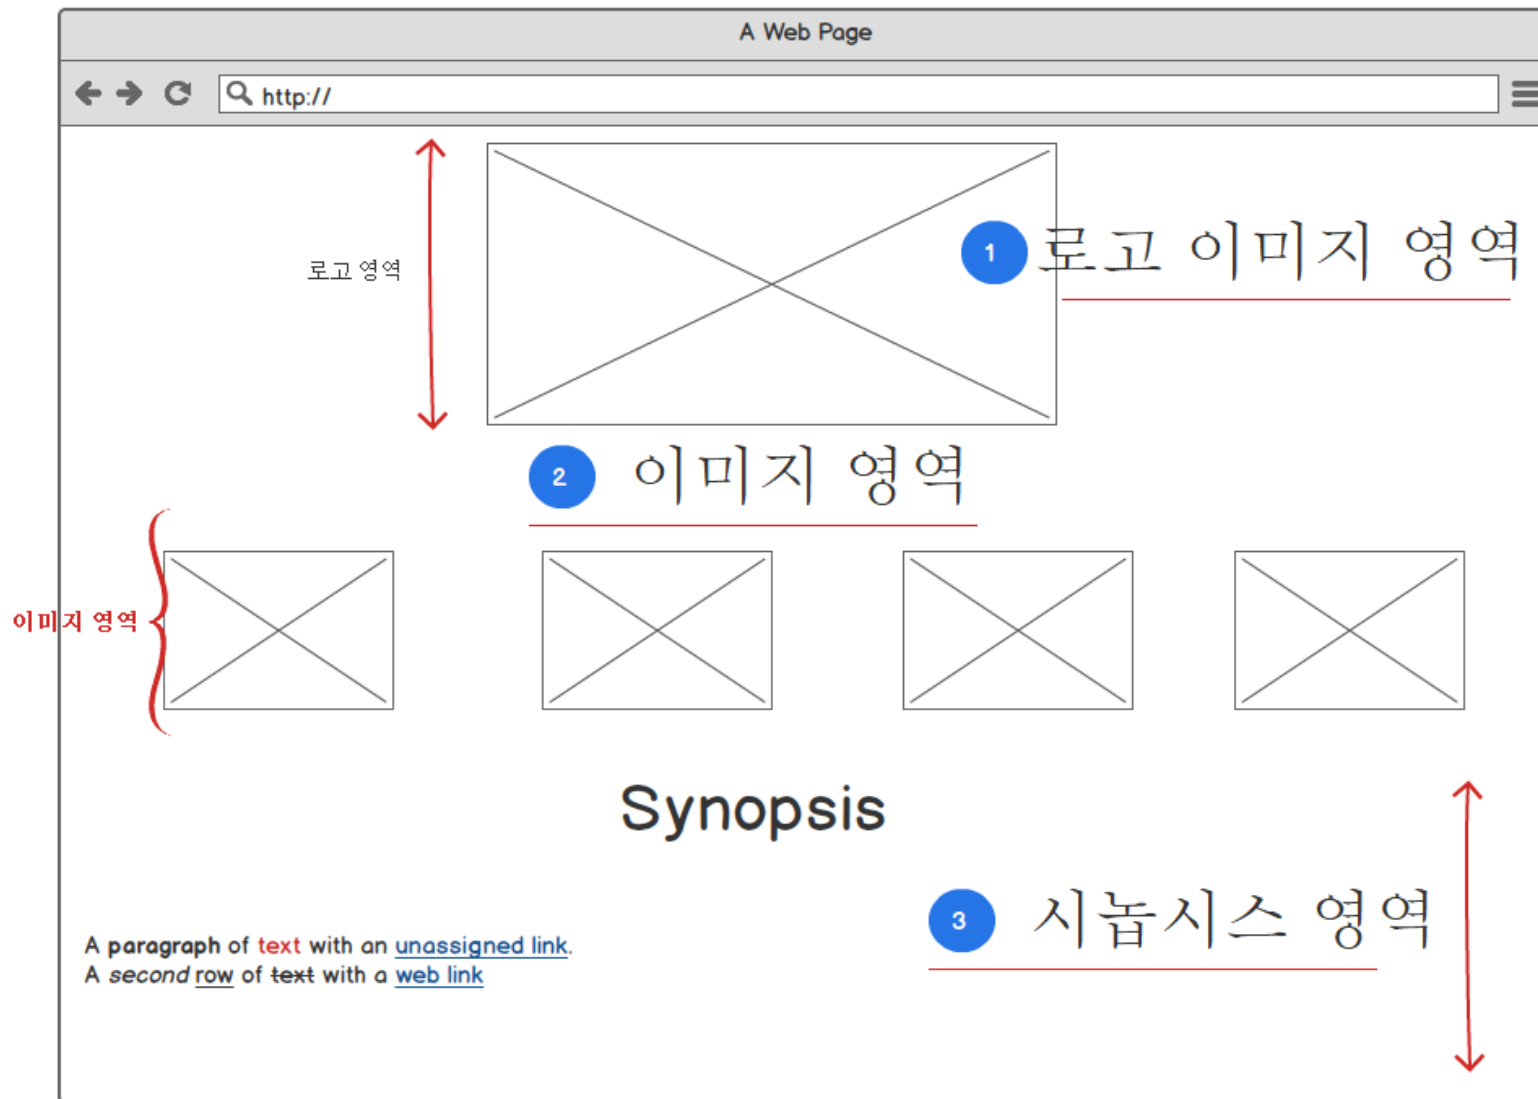 A Web Page
http://
로고 영역
1 로고 이미지 영역
2 이미지 영역
이미지 영역
Synopsis
3 시놉시스 영역
A paragraph of text with an unassigned link.
A second row of text with a web link